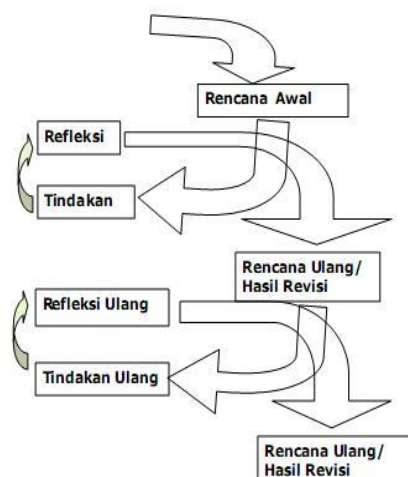 Rencana Awal
Refleksi
Tindakan
Rencana Ulang/
Hasil Revisi
Refleksi Ulang
Tindakan Ulang
Rencana Ulang/
Hasil Revisi